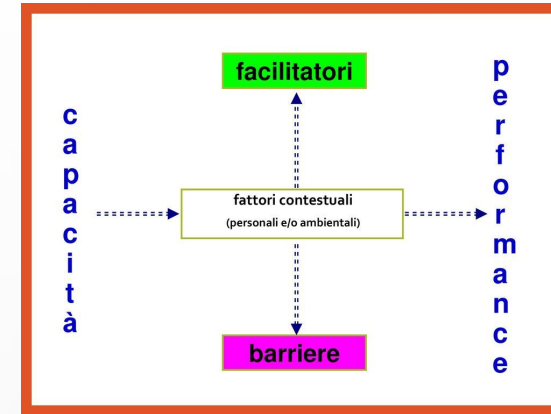 capacità
facilitatori
fattori contestuali
(personali e/o ambientali)
barriere
performance